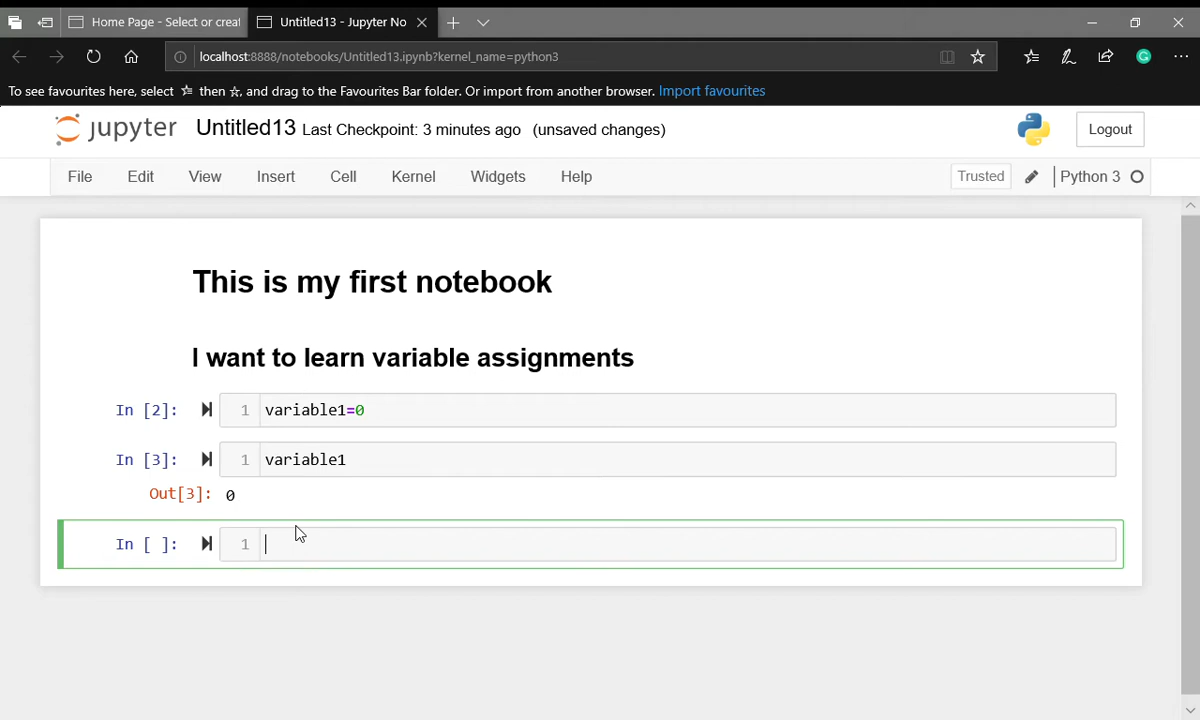 Home Page - Select or creat
Untitled13 - Jupyter No
localhost:8888/notebooks/Untitled13.ipynb?kernel_name=python3
To see favourites here, select then ☆, and drag to the Favourites Bar folder. Or import from another browser. Import favourites
jupyter Untitled13 Last Checkpoint: 3 minutes ago (unsaved changes)
Logout
File Edit View Insert Cell Kernel Widgets Help Trusted Python 3
This is my first notebook
I want to learn variable assignments
In [2]: 1 variable1=0
In [3]: 1 variable1
Out[3]: 0
In [ ]: 1